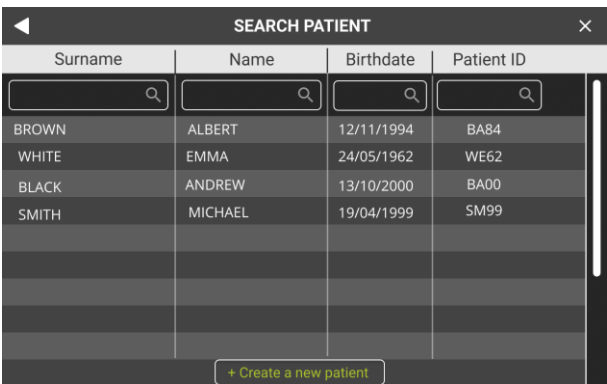 SEARCH PATIENT
Surname Name Birthdate Patient ID
BROWN ALBERT 12/11/1994 BA84
WHITE EMMA 24/05/1962 WE62
BLACK ANDREW 13/10/2000 BA00
SMITH MICHAEL 19/04/1999 SM99
+ Create a new patient